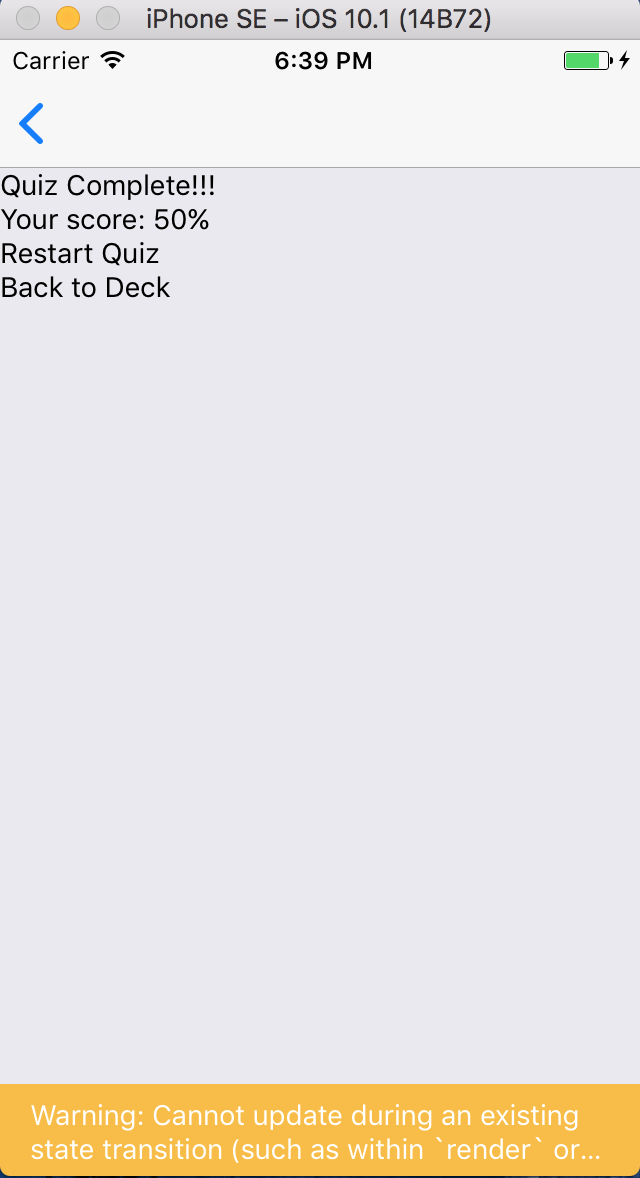 iPhone SE – iOS 10.1 (14B72)
Carrier 6:39 PM
Quiz Complete!!!
Your score: 50%
Restart Quiz
Back to Deck
Warning: Cannot update during an existing
state transition (such as within `render` or...